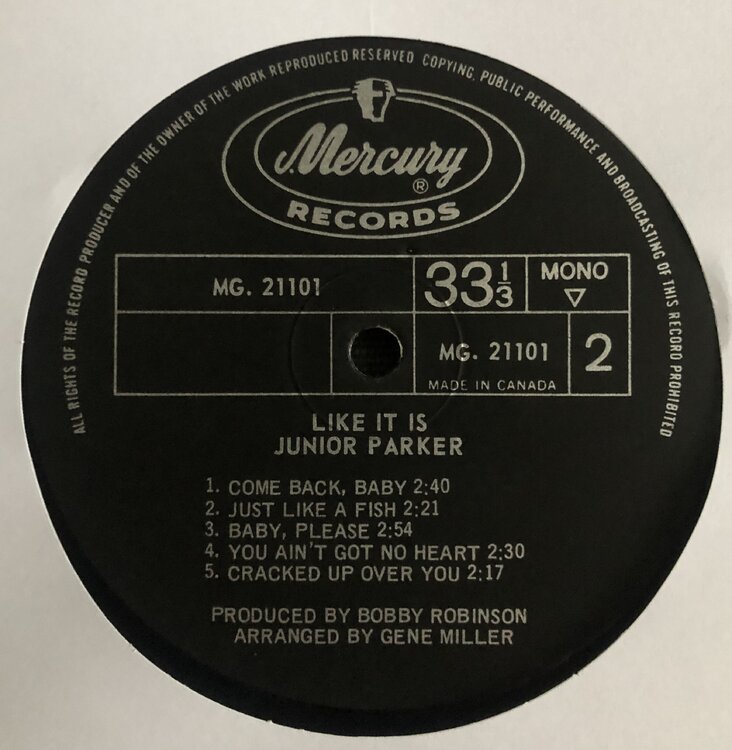 ALL RIGHTS OF THE RECORD PRODUCER AND OF THE OWNER OF THE WORK REPRODUCED RESERVED COPYING, PUBLIC PERFORMANCE AND BROADCASTING OF THIS RECORD PROHIBITED
Mercury ®
RECORDS
MG. 21101 33⅓ MONO
MG. 21101 2
MADE IN CANADA
LIKE IT IS
JUNIOR PARKER
1. COME BACK, BABY 2:40
2. JUST LIKE A FISH 2:21
3. BABY, PLEASE 2:54
4. YOU AIN'T GOT NO HEART 2:30
5. CRACKED UP OVER YOU 2:17
PRODUCED BY BOBBY ROBINSON
ARRANGED BY GENE MILLER